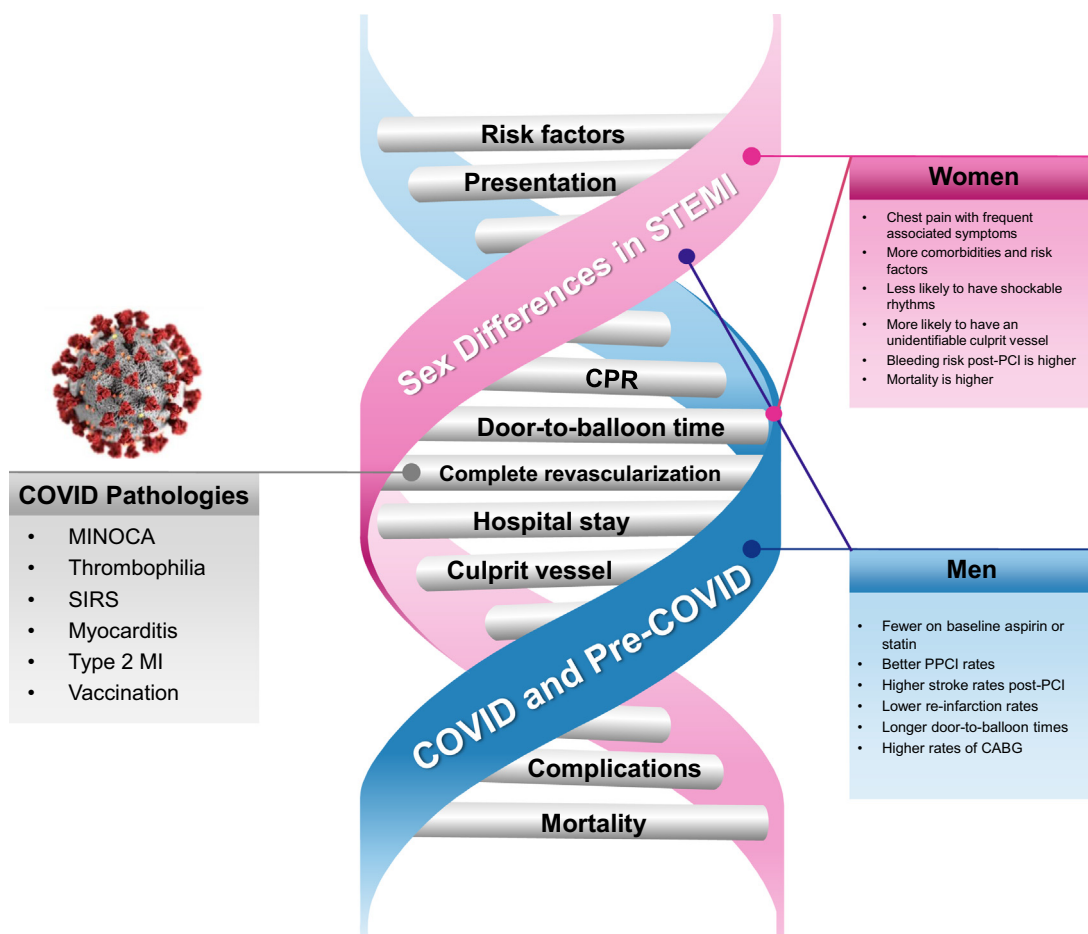 Risk factors
Presentation
Sex Differences in STEMI
CPR
Door-to-balloon time
Complete revascularization
Hospital stay
Culprit vessel
COVID and Pre-COVID
Complications
Mortality
COVID Pathologies
• MINOCA
• Thrombophilia
• SIRS
• Myocarditis
• Type 2 MI
• Vaccination
Women
• Chest pain with frequent
associated symptoms
• More comorbidities and risk
factors
• Less likely to have shockable
rhythms
• More likely to have an
unidentifiable culprit vessel
• Bleeding risk post-PCI is higher
• Mortality is higher
Men
• Fewer on baseline aspirin or
statin
• Better PPCI rates
• Higher stroke rates post-PCI
• Lower re-infarction rates
• Longer door-to-balloon times
• Higher rates of CABG